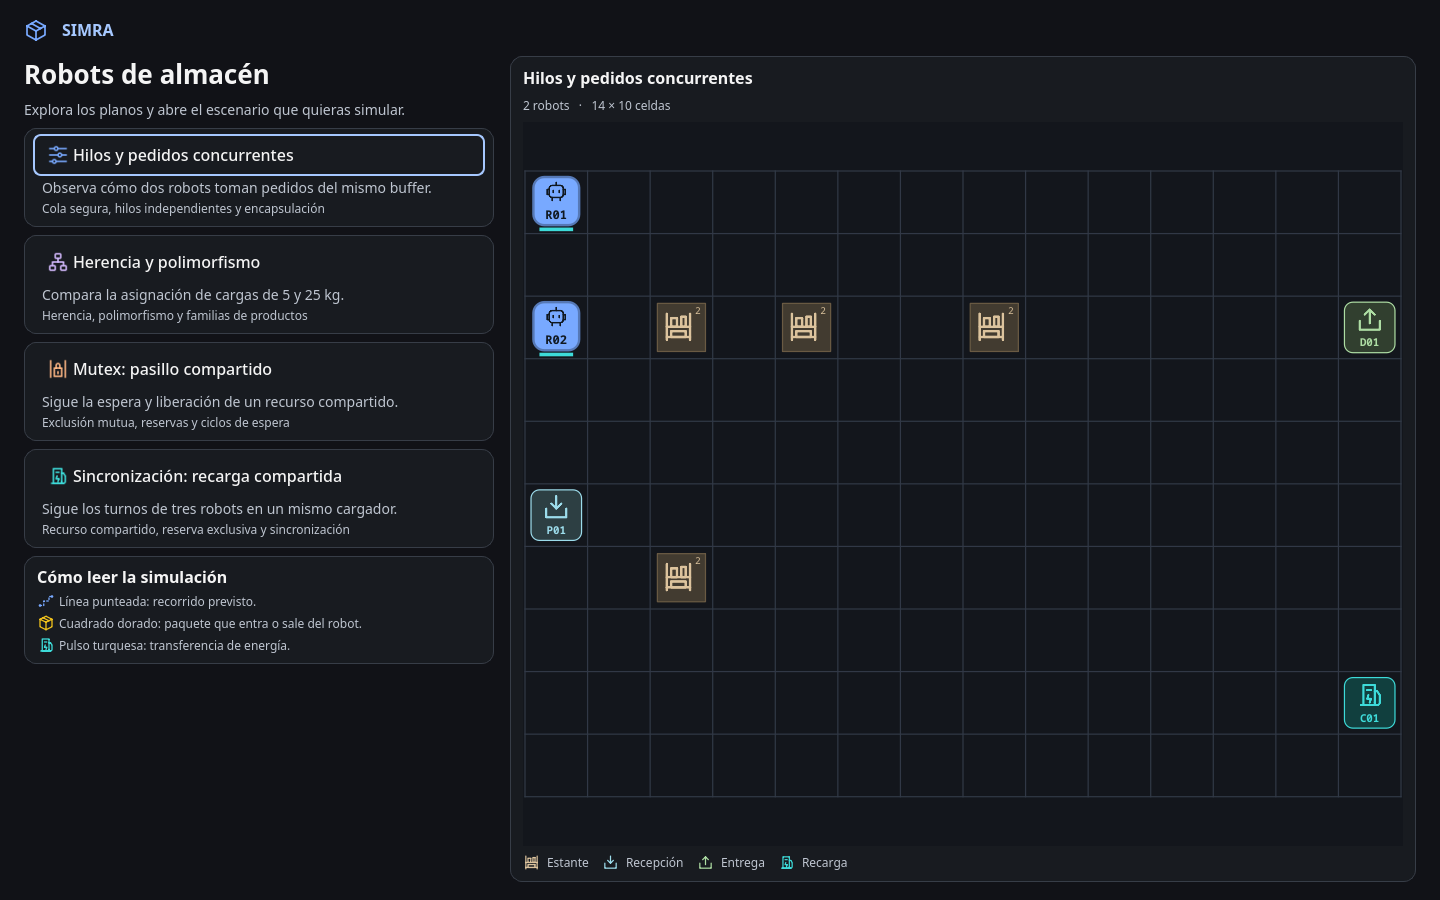 SIMRA
Robots de almacén
Explora los planos y abre el escenario que quieras simular.
Hilos y pedidos concurrentes
Observa cómo dos robots toman pedidos del mismo buffer.
Cola segura, hilos independientes y encapsulación
Herencia y polimorfismo
Compara la asignación de cargas de 5 y 25 kg.
Herencia, polimorfismo y familias de productos
Mutex: pasillo compartido
Sigue la espera y liberación de un recurso compartido.
Exclusión mutua, reservas y ciclos de espera
Sincronización: recarga compartida
Sigue los turnos de tres robots en un mismo cargador.
Recurso compartido, reserva exclusiva y sincronización
Cómo leer la simulación
Línea punteada: recorrido previsto.
Cuadrado dorado: paquete que entra o sale del robot.
Pulso turquesa: transferencia de energía.
Hilos y pedidos concurrentes
2 robots · 14 × 10 celdas
R01
2
2
2
R02
D01
P01
2
C01
Estante
Recepción
Entrega
Recarga